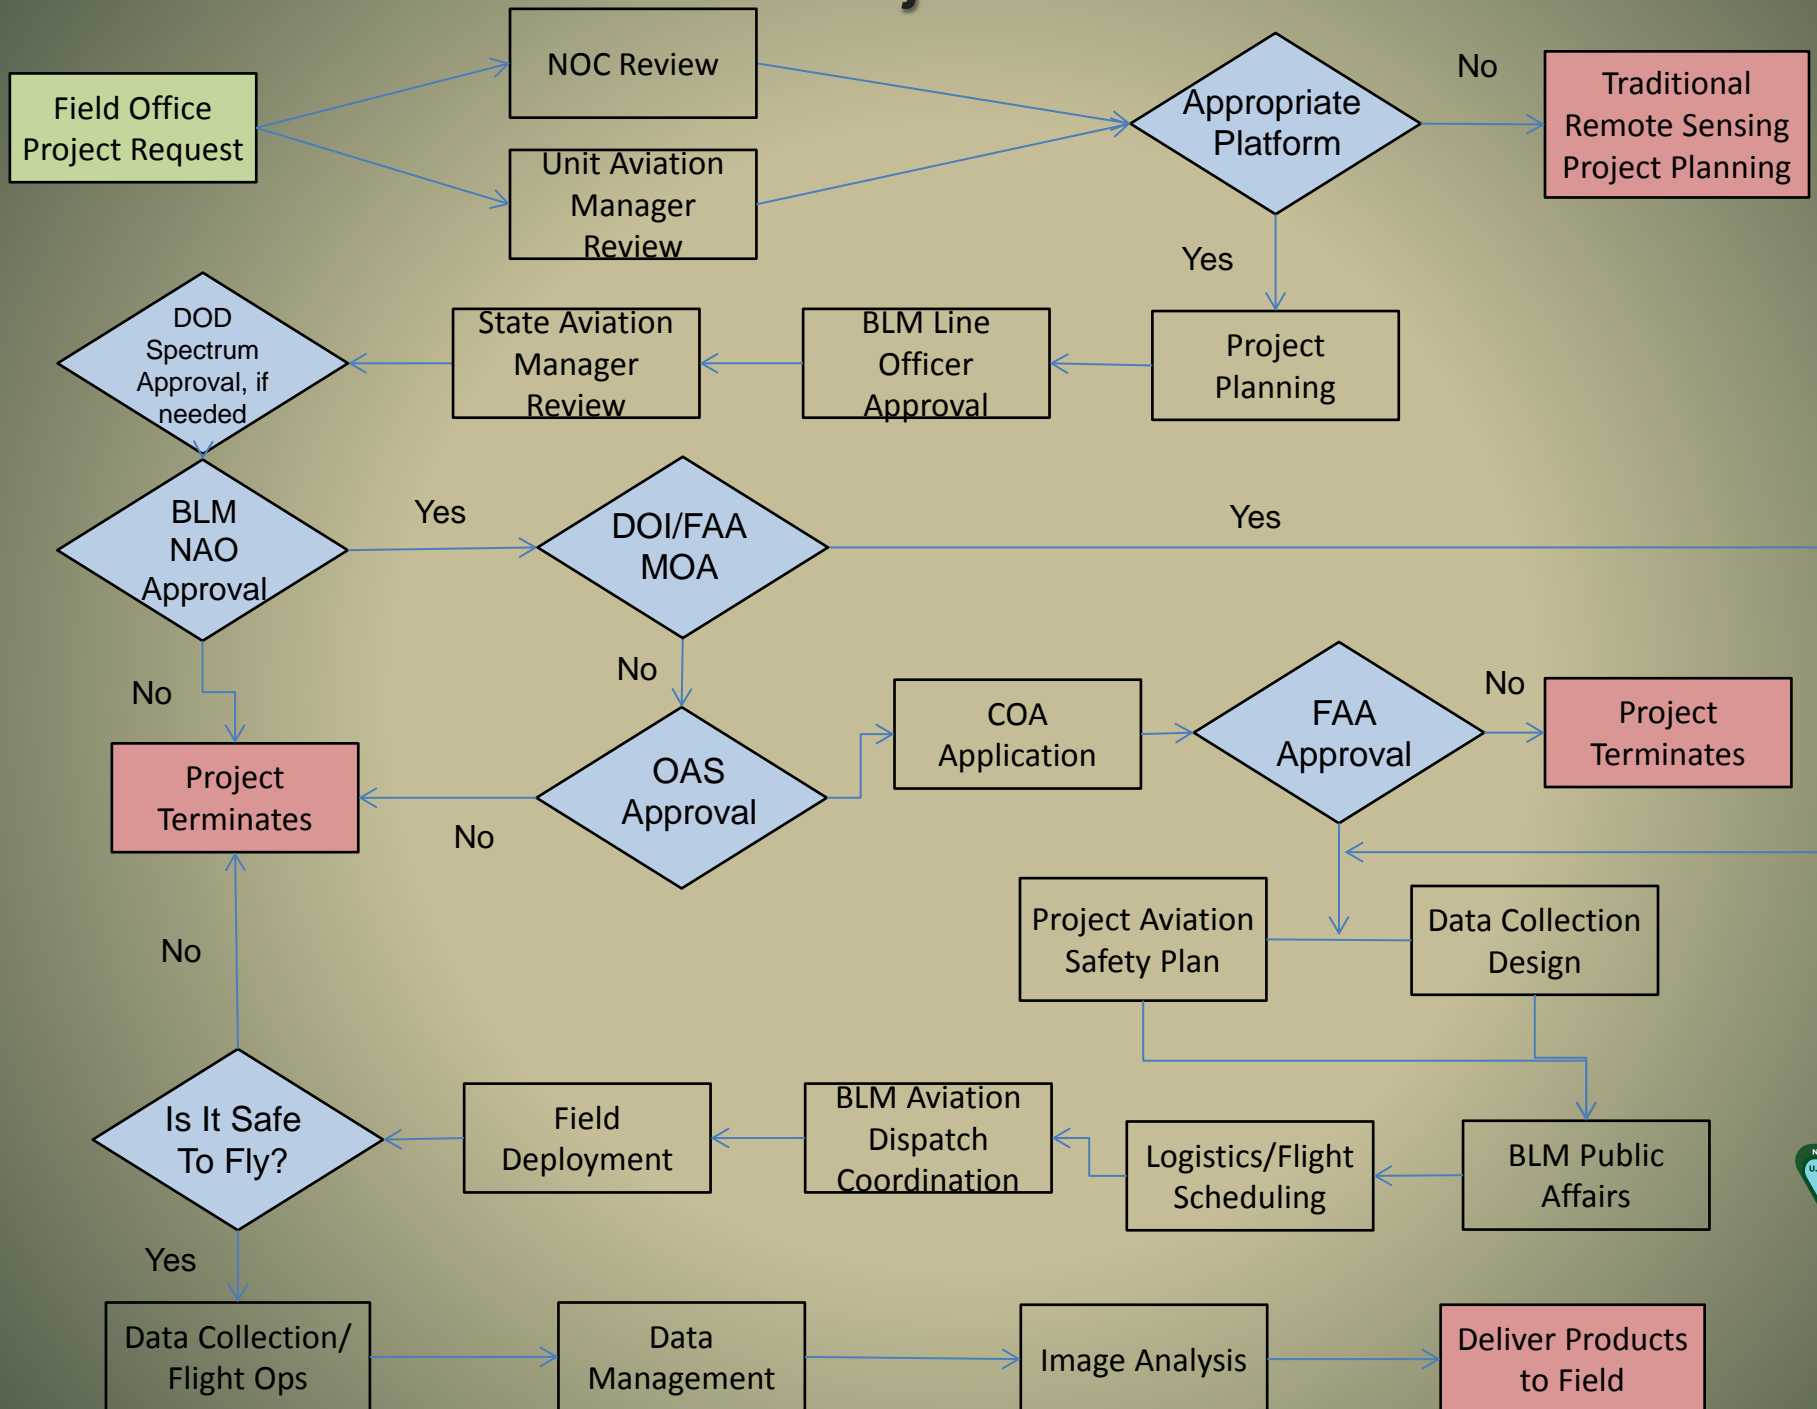 NOC Review
Field Office
Project Request
Unit Aviation
Manager
Review
Appropriate
Platform
No
Traditional
Remote Sensing
Project Planning
Yes
DOD
Spectrum
Approval, if
needed
State Aviation
Manager
Review
BLM Line
Officer
Approval
Project
Planning
BLM
NAO
Approval
Yes
DOI/FAA
MOA
Yes
No
No
COA
Application
FAA
Approval
No
Project
Terminates
Project
Terminates
No
OAS
Approval
Project Aviation
Safety Plan
Data Collection
Design
No
Is It Safe
To Fly?
Field
Deployment
BLM Aviation
Dispatch
Coordination
Logistics/Flight
Scheduling
BLM Public
Affairs
Yes
Data Collection/
Flight Ops
Data
Management
Image Analysis
Deliver Products
to Field